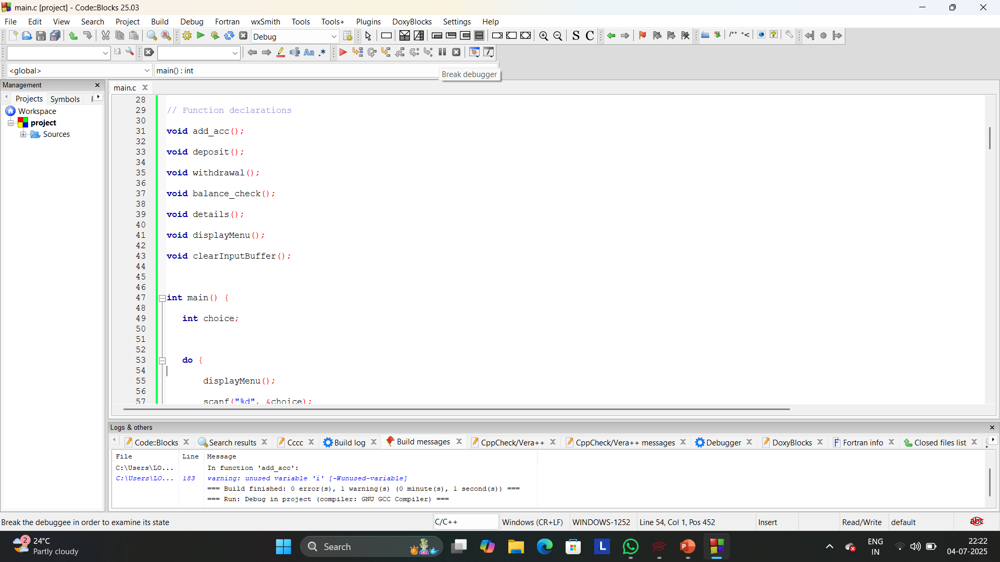 main.c [project] - Code::Blocks 25.03
File Edit View Search Project Build Debug Fortran wxSmith Tools Tools+ Plugins DoxyBlocks Settings Help
Debug
S C
/** *<
Aa .*
<global>
main() : int
Break debugger
Management
main.c
Projects Symbols
Workspace
project
Sources
28
29 // Function declarations
30
31 void add_acc();
32
33 void deposit();
34
35 void withdrawal();
36
37 void balance_check();
38
39 void details();
40
41 void displayMenu();
42
43 void clearInputBuffer();
44
45
46
47 int main() {
48
49 int choice;
50
51
52
53 do {
54
55 displayMenu();
56
57 scanf("%d", &choice);
Logs & others
Code::Blocks Search results Cccc Build log Build messages CppCheck/Vera++ CppCheck/Vera++ messages Debugger DoxyBlocks Fortran info Closed files list
File Line Message
C:\Users\LO... In function 'add_acc':
C:\Users\LO... 183 warning: unused variable 'i' [-Wunused-variable]
=== Build finished: 0 error(s), 1 warning(s) (0 minute(s), 1 second(s)) ===
=== Run: Debug in project (compiler: GNU GCC Compiler) ===
Break the debuggee in order to examine its state
C/C++
Windows (CR+LF)
WINDOWS-1252
Line 54, Col 1, Pos 452
Insert
Read/Write
default
abc
2
24°C
Partly cloudy
Search
L
ENG
IN
22:22
04-07-2025